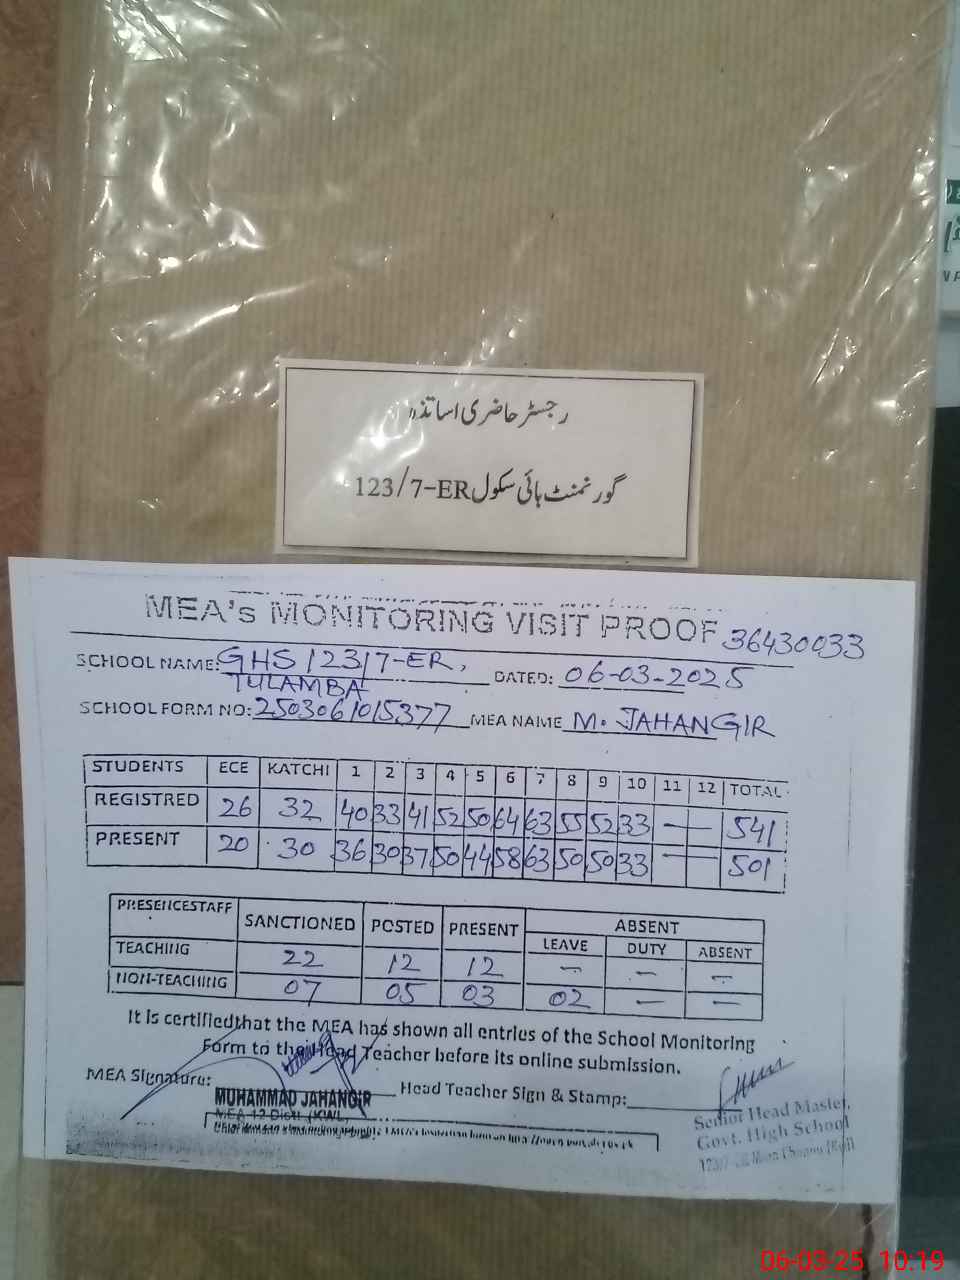 رجسٹر حاضری اساتذہ
گورنمنٹ ہائی سکول 123/7-ER
MEA's MONITORING VISIT PROOF 36430033
SCHOOL NAME: GHS 123/7-ER, DATED: 06-03-2025
TULAMBA
SCHOOL FORM NO: 2503061015377 MEA NAME M. JAHANGIR
STUDENTS ECE KATCHI 1 2 3 4 5 6 7 8 9 10 11 12 TOTAL
REGISTRED 26 32 40 33 41 52 50 64 63 55 52 33 — 541
PRESENT 20 30 36 30 37 50 44 58 63 50 50 33 — 501
PRESENCESTAFF SANCTIONED POSTED PRESENT ABSENT
LEAVE DUTY ABSENT
TEACHING 22 12 12 — — —
NON-TEACHING 07 05 03 02 — —
It is certifiedthat the MEA has shown all entries of the School Monitoring
Form to their Head Teacher before its online submission.
MEA Signature: Head Teacher Sign & Stamp:
MUHAMMAD JAHANGIR
MEA 12
Senior Head Master,
Govt. High School
06-03-25 10:19